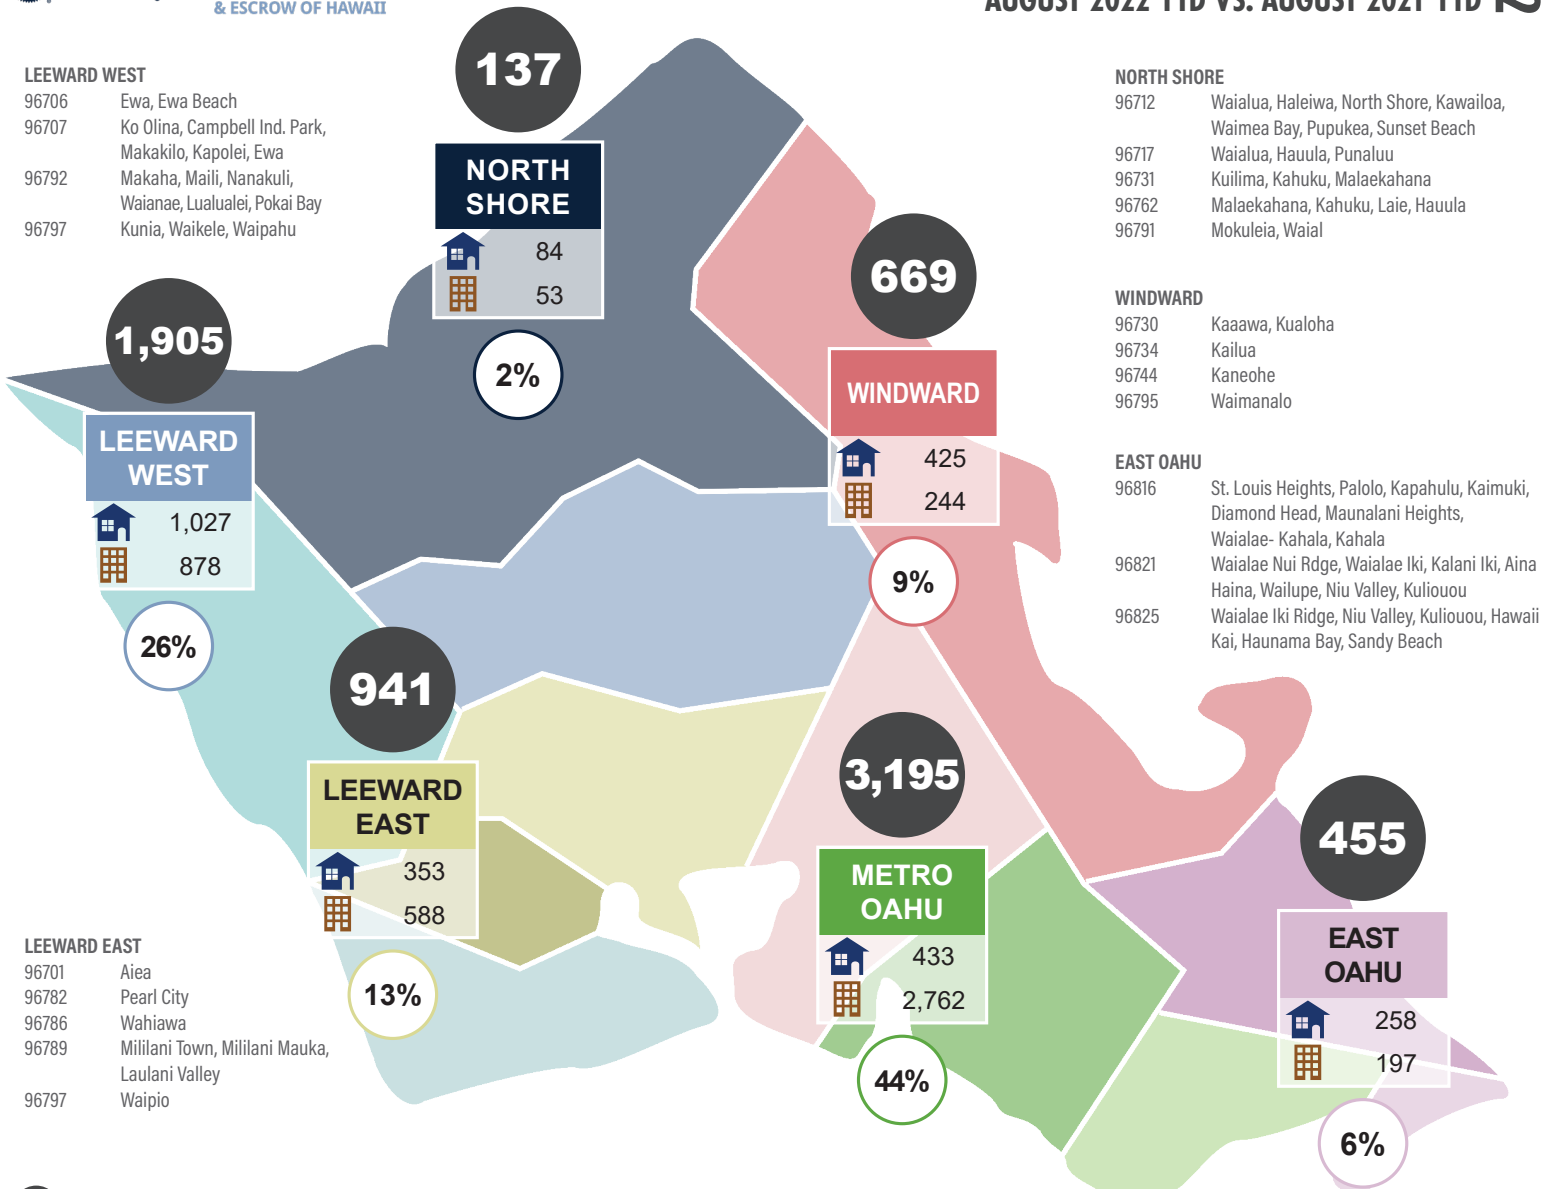 & ESCROW OF HAWAII
AUGUST 2022 YTD VS. AUGUST 2021 YTD
LEEWARD WEST
96706 Ewa, Ewa Beach
96707 Ko Olina, Campbell Ind. Park,
Makakilo, Kapolei, Ewa
96792 Makaha, Maili, Nanakuli,
Waianae, Lualualei, Pokai Bay
96797 Kunia, Waikele, Waipahu
137
NORTH
SHORE
84
53
2%
NORTH SHORE
96712 Waialua, Haleiwa, North Shore, Kawailoa,
Waimea Bay, Pupukea, Sunset Beach
96717 Waialua, Hauula, Punaluu
96731 Kuilima, Kahuku, Malaekahana
96762 Malaekahana, Kahuku, Laie, Hauula
96791 Mokuleia, Waial
WINDWARD
96730 Kaaawa, Kualoha
96734 Kailua
96744 Kaneohe
96795 Waimanalo
EAST OAHU
96816 St. Louis Heights, Palolo, Kapahulu, Kaimuki,
Diamond Head, Maunalani Heights,
Waialae- Kahala, Kahala
96821 Waialae Nui Rdge, Waialae Iki, Kalani Iki, Aina
Haina, Wailupe, Niu Valley, Kuliouou
96825 Waialae Iki Ridge, Niu Valley, Kuliouou, Hawaii
Kai, Haunama Bay, Sandy Beach
669
WINDWARD
425
244
9%
1,905
LEEWARD
WEST
1,027
878
26%
941
LEEWARD
EAST
353
588
13%
3,195
METRO
OAHU
433
2,762
44%
455
EAST
OAHU
258
197
6%
LEEWARD EAST
96701 Aiea
96782 Pearl City
96786 Wahiawa
96789 Mililani Town, Mililani Mauka,
Laulani Valley
96797 Waipio